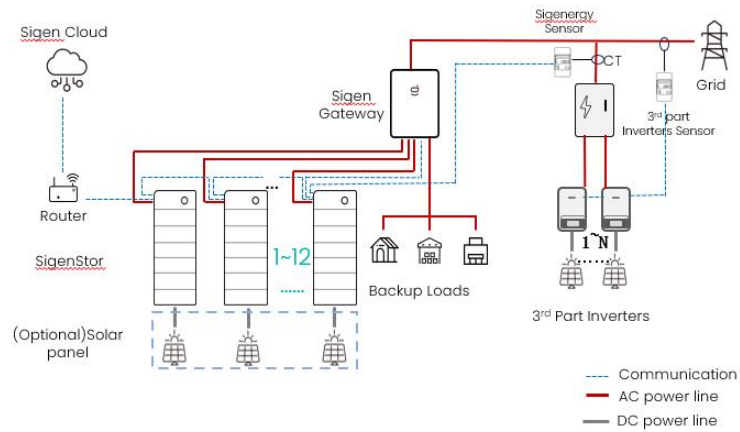 Sigen Cloud
Sigenergy
Sensor
CT
Grid
Sigen
Gateway
3rd part
Inverters Sensor
Router
...
SigenStor
1~12
......
1~N
......
Backup Loads
3rd Part Inverters
(Optional)Solar
panel
Communication
AC power line
DC power line